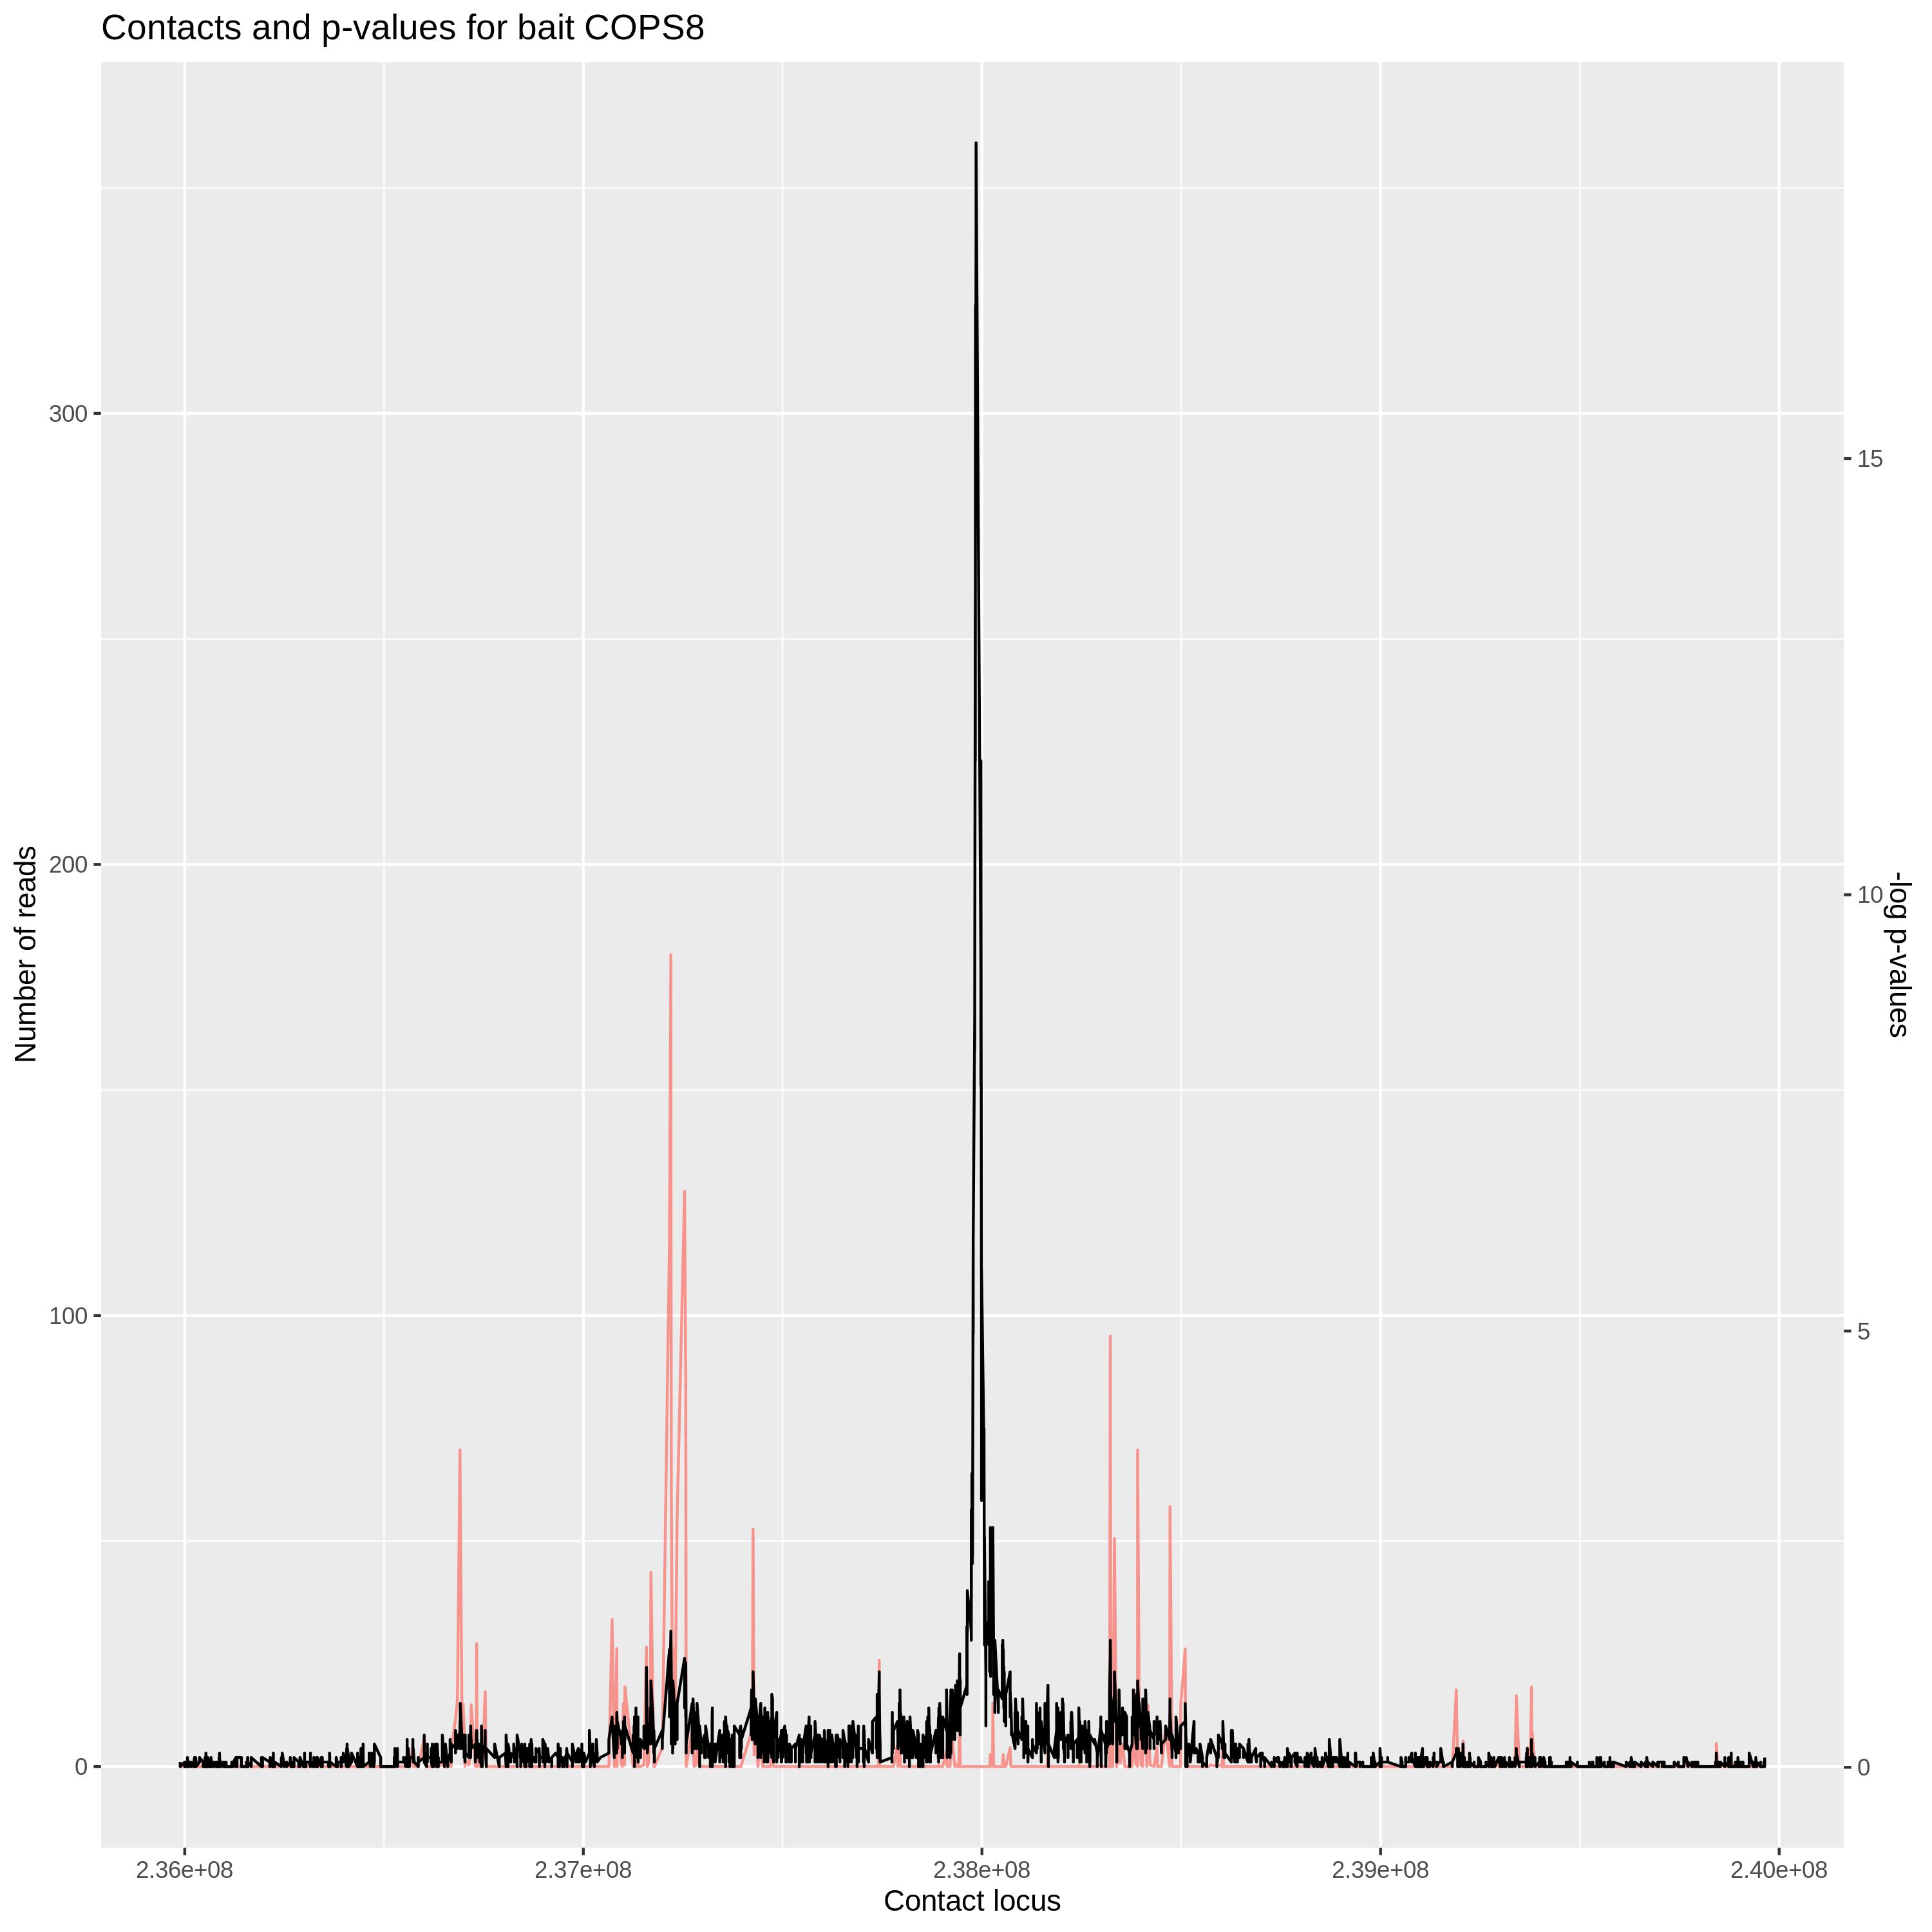 Contacts and p-values for bait COPS8
300
200
100
0
Number of reads
15
10
5
0
-log p-values
2.36e+08
2.37e+08
2.38e+08
2.39e+08
2.40e+08
Contact locus